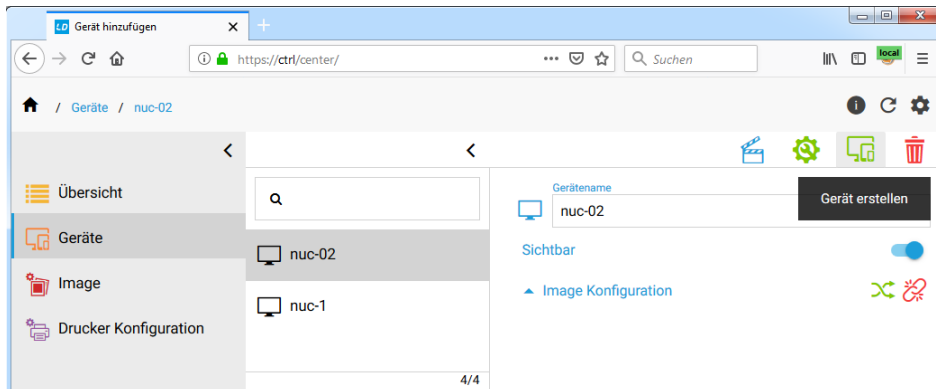 LD Gerät hinzufügen
https://ctrl/center/
Suchen
local
/ Geräte / nuc-02
Übersicht
Geräte
Image
Drucker Konfiguration
nuc-02
nuc-1
4/4
Gerätename
nuc-02
Gerät erstellen
Sichtbar
Image Konfiguration